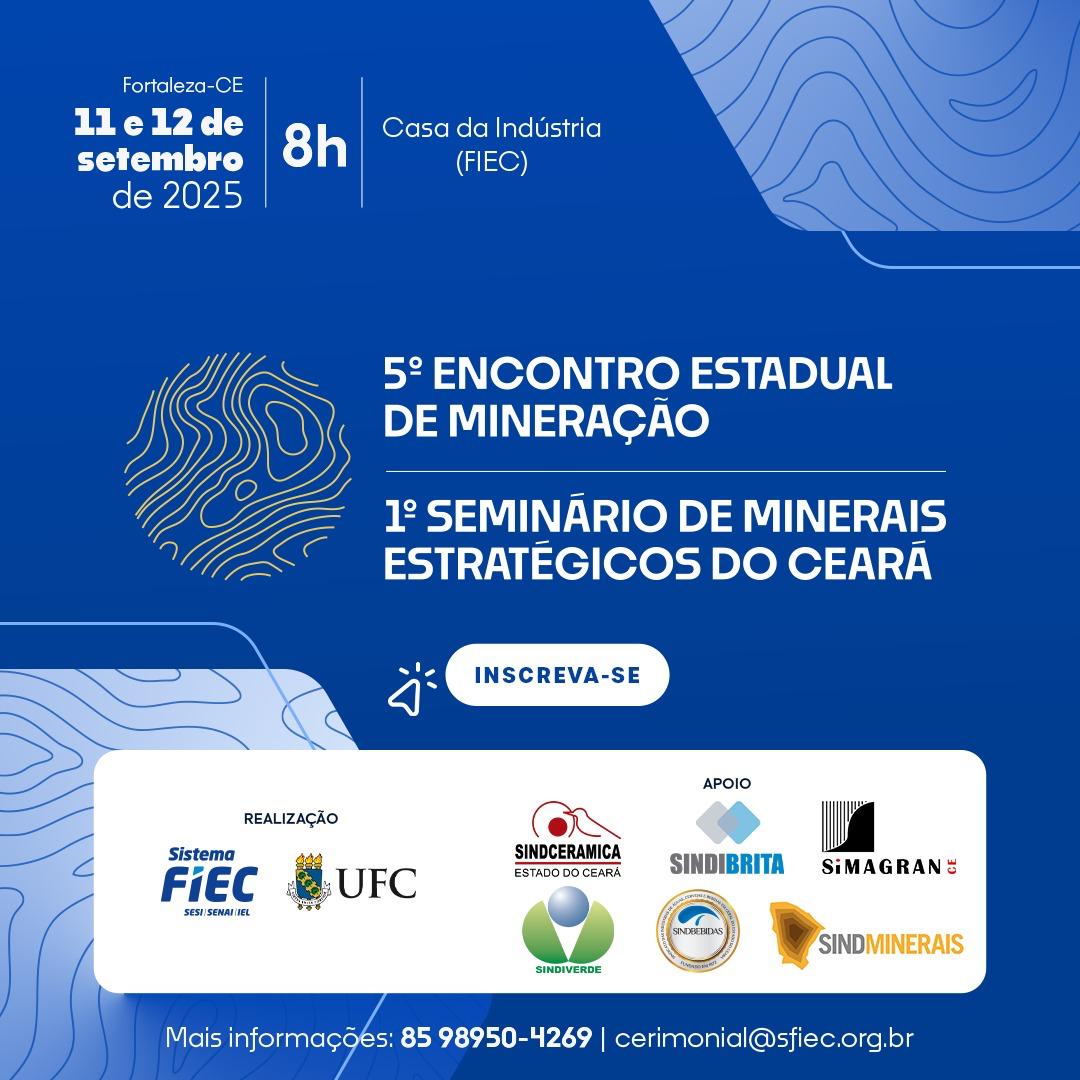 Fortaleza-CE
11 e 12 de
setembro
de 2025
8h
Casa da Indústria
(FIEC)
5º ENCONTRO ESTADUAL
DE MINERAÇÃO
1º SEMINÁRIO DE MINERAIS
ESTRATÉGICOS DO CEARÁ
INSCREVA-SE
REALIZAÇÃO
Sistema
FIEC
SESI | SENAI | IEL
UFC
APOIO
SINDCERAMICA
ESTADO DO CEARÁ
SINDIBRITA
SiMAGRAN CE
SINDIVERDE
SINDBEBIDAS
SINDMINERAIS
Mais informações: 85 98950-4269 | cerimonial@sfiec.org.br